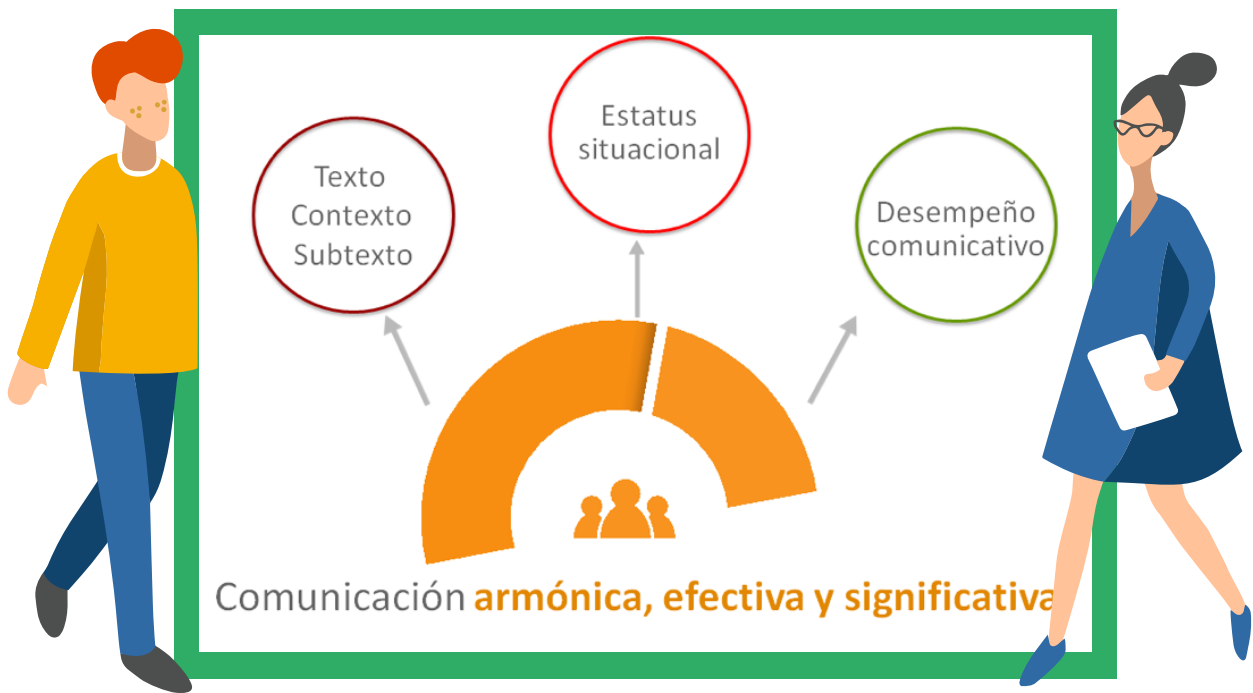 Texto
Contexto
Subtexto
Estatus
situacional
Desempeño
comunicativo
Comunicación armónica, efectiva y significativa